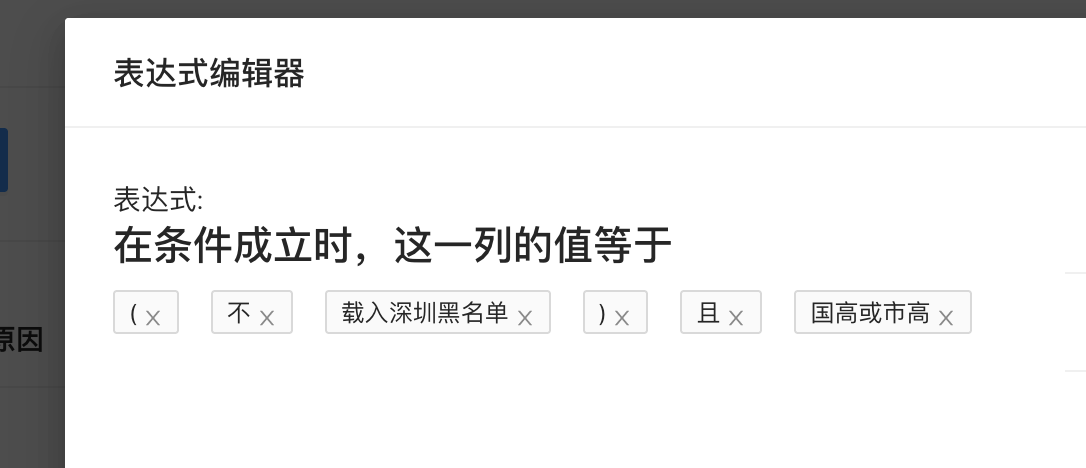 表达式编辑器
表达式:
在条件成立时，这一列的值等于
( x 不 x 载入深圳黑名单 x ) x 且 x 国高或市高 x
原因